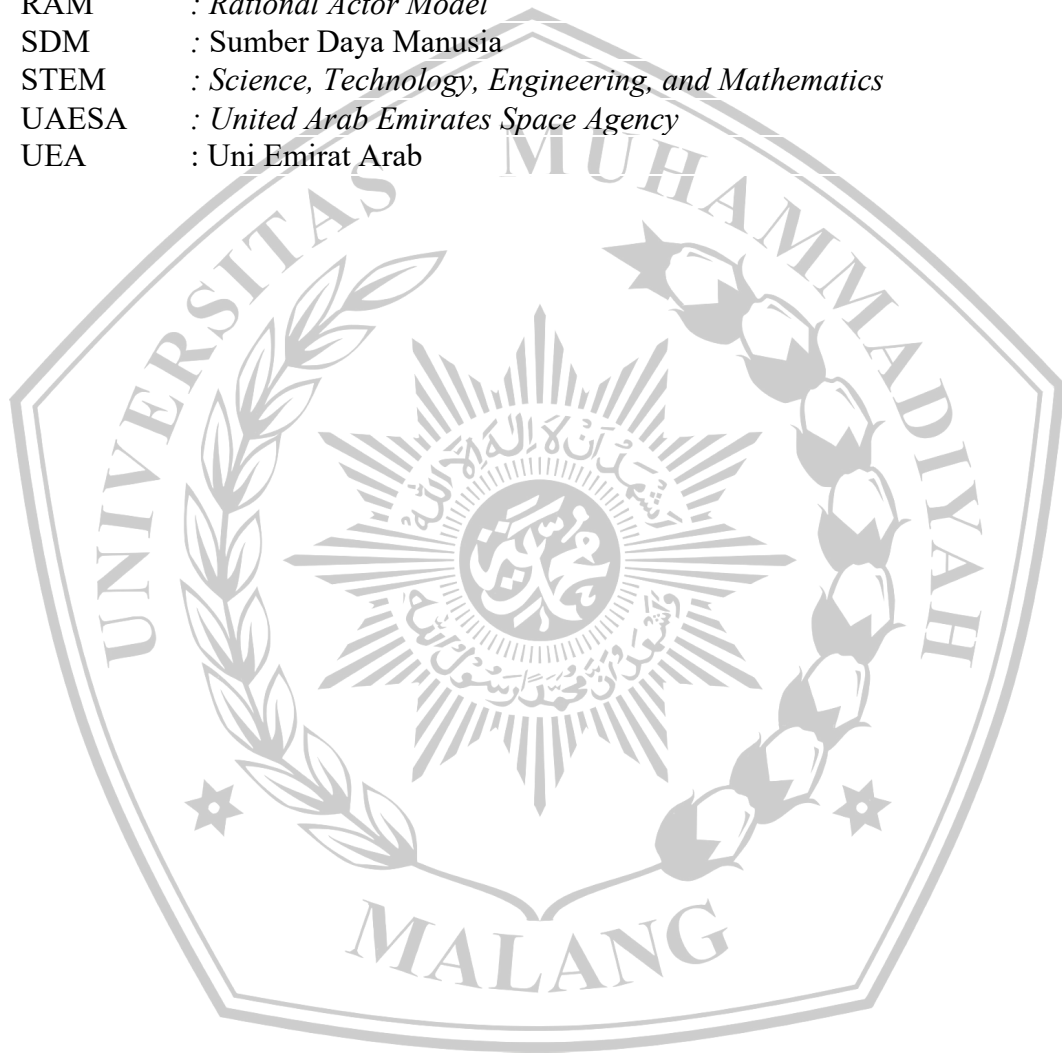 RAM : Rational Actor Model
SDM : Sumber Daya Manusia
STEM : Science, Technology, Engineering, and Mathematics
UAESA : United Arab Emirates Space Agency
UEA : Uni Emirat Arab
UNIVERSITAS MUHAMMADIYAH
MALANG